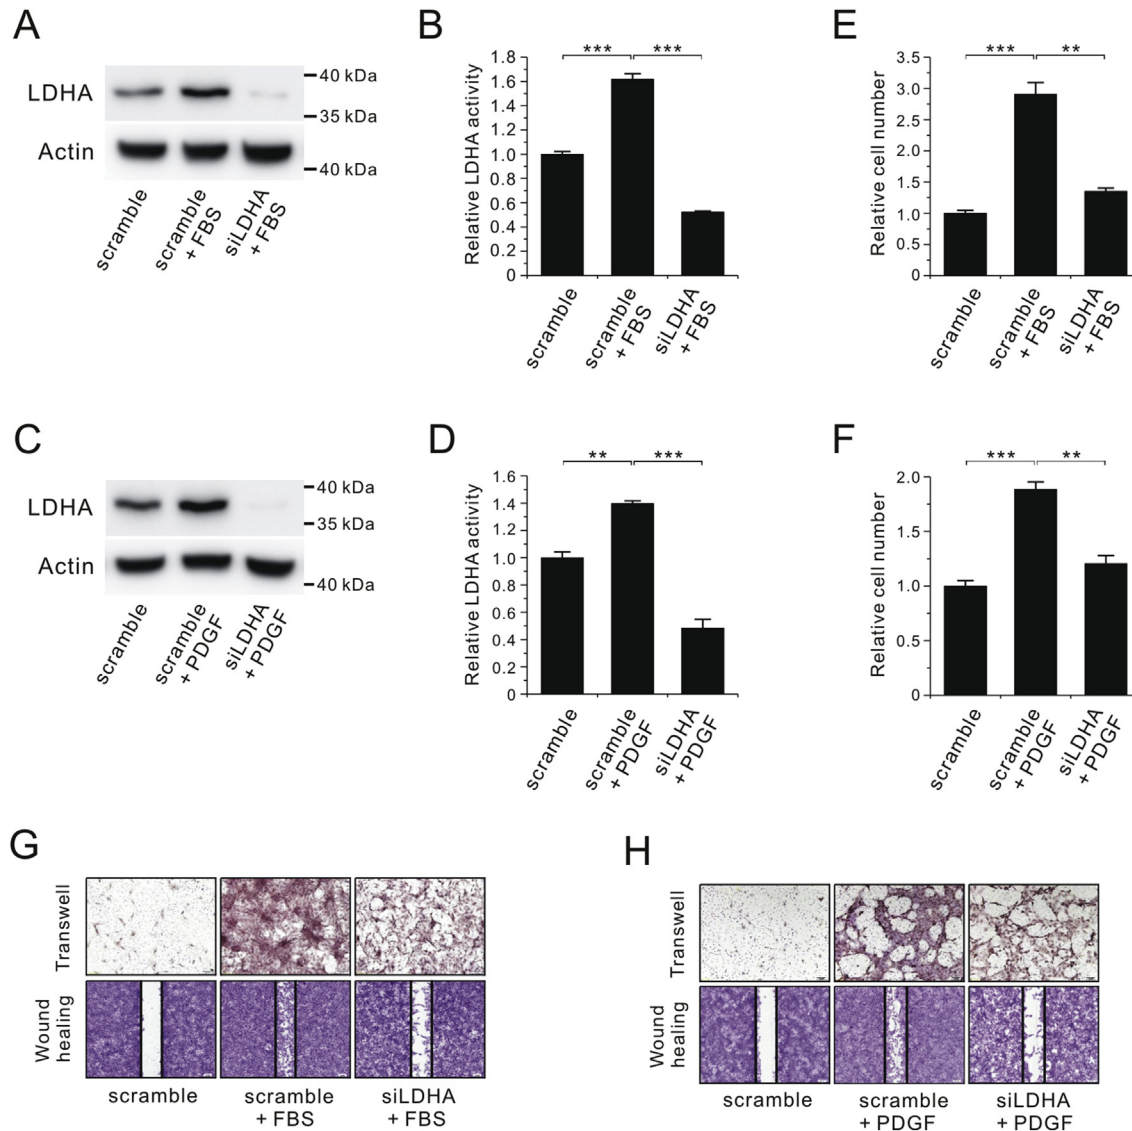 A
LDHA
40 kDa
35 kDa
Actin
40 kDa
scramble
scramble
+ FBS
siLDHA
+ FBS
B
*** ***
Relative LDHA activity
1.8
1.6
1.4
1.2
1.0
0.8
0.6
0.4
0.2
0
scramble
scramble
+ FBS
siLDHA
+ FBS
E
*** **
Relative cell number
3.5
3.0
2.5
2.0
1.5
1.0
0.5
0
scramble
scramble
+ FBS
siLDHA
+ FBS
C
LDHA
40 kDa
35 kDa
Actin
40 kDa
scramble
scramble
+ PDGF
siLDHA
+ PDGF
D
** ***
Relative LDHA activity
1.6
1.4
1.2
1.0
0.8
0.6
0.4
0.2
0
scramble
scramble
+ PDGF
siLDHA
+ PDGF
F
*** **
Relative cell number
2.0
1.5
1.0
0.5
0
scramble
scramble
+ PDGF
siLDHA
+ PDGF
G
Transwell
Wound
healing
scramble
scramble
+ FBS
siLDHA
+ FBS
H
Transwell
Wound
healing
scramble
scramble
+ PDGF
siLDHA
+ PDGF